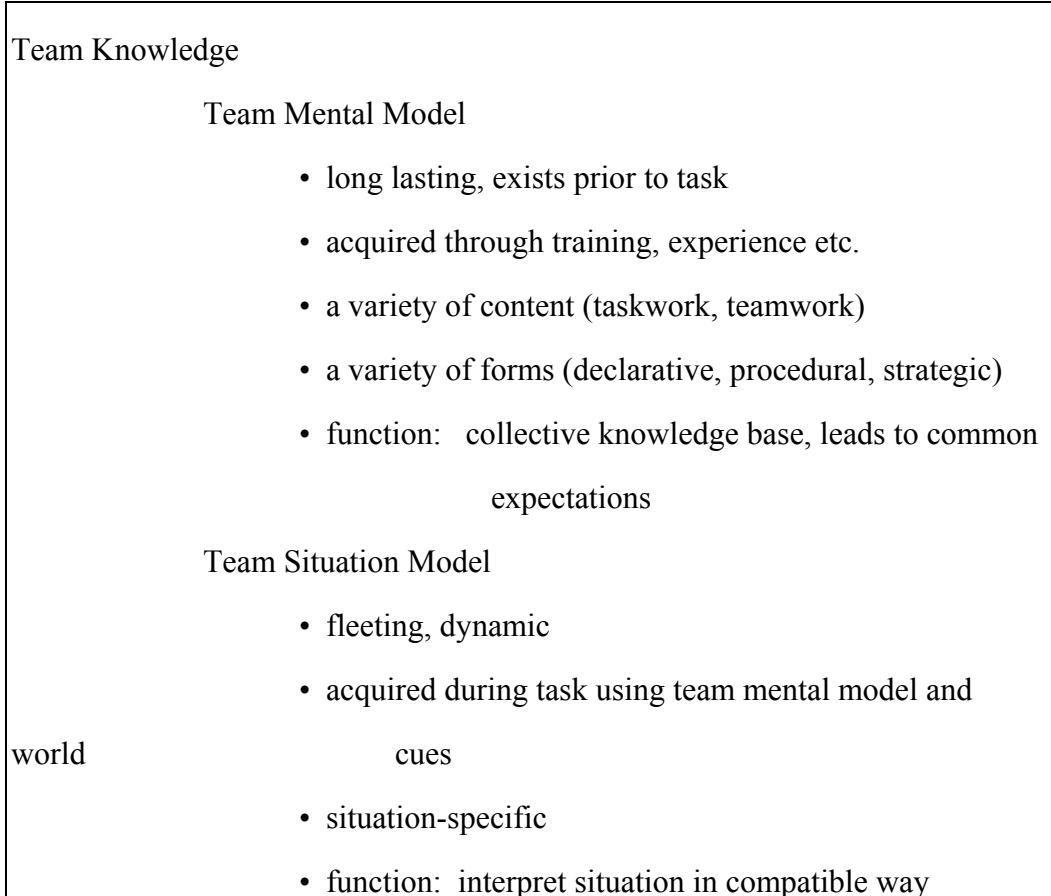 Team Knowledge
Team Mental Model
• long lasting, exists prior to task
• acquired through training, experience etc.
• a variety of content (taskwork, teamwork)
• a variety of forms (declarative, procedural, strategic)
• function: collective knowledge base, leads to common
expectations
Team Situation Model
• fleeting, dynamic
• acquired during task using team mental model and
world cues
• situation-specific
• function: interpret situation in compatible way